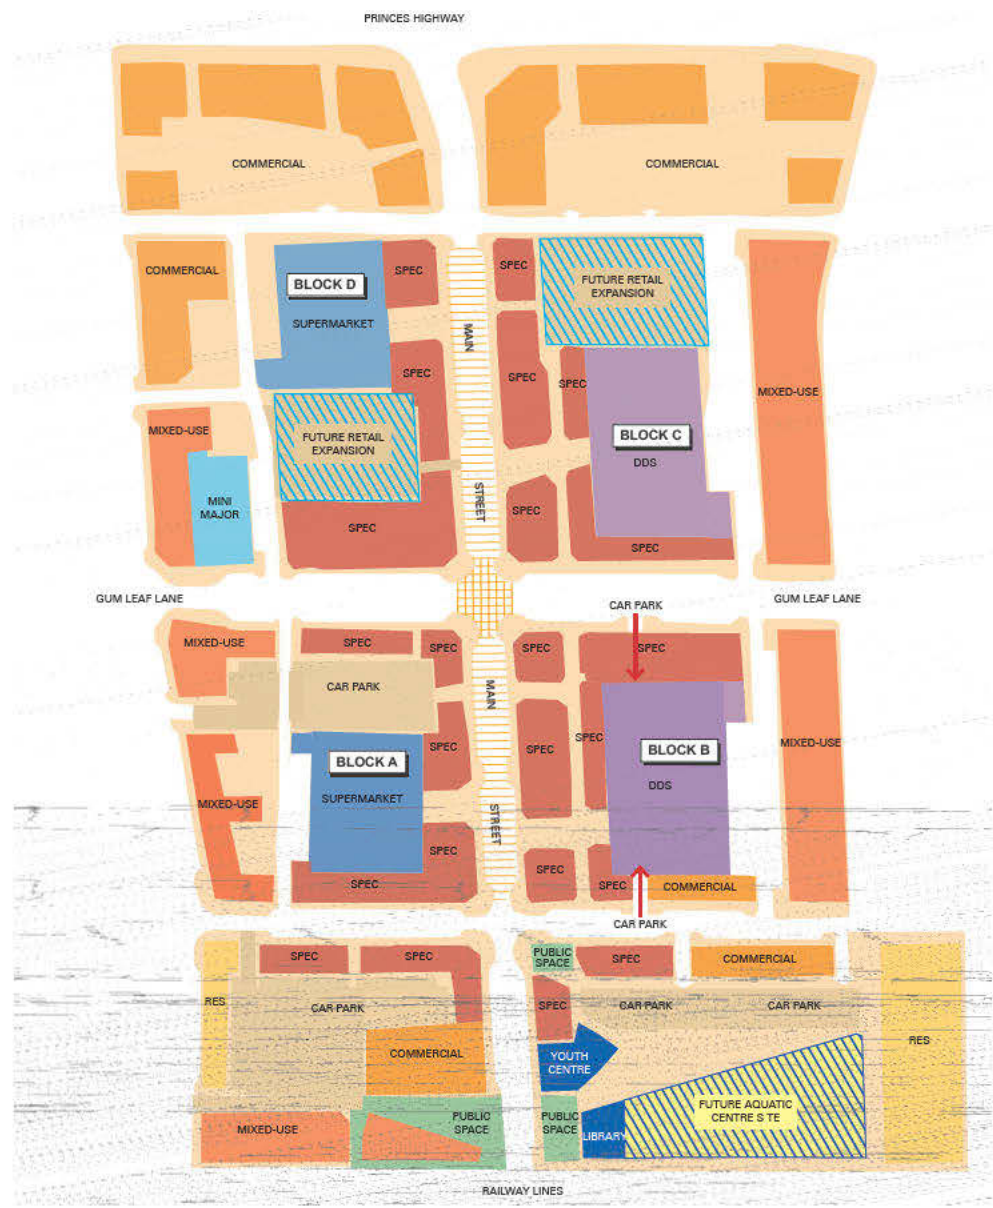 PRINCES HIGHWAY
COMMERCIAL
COMMERCIAL
COMMERCIAL
BLOCK D
SUPERMARKET
SPEC
SPEC
FUTURE RETAIL
EXPANSION
MAIN
SPEC
SPEC
SPEC
MIXED-USE
MIXED-USE
FUTURE RETAIL
EXPANSION
BLOCK C
DDS
MINI
MAJOR
SPEC
STREET
SPEC
SPEC
GUM LEAF LANE
CAR PARK
GUM LEAF LANE
MIXED-USE
SPEC
SPEC
SPEC
SPEC
CAR PARK
MAIN
SPEC
SPEC
SPEC
BLOCK B
MIXED-USE
BLOCK A
SUPERMARKET
DDS
MIXED-USE
STREET
SPEC
SPEC
SPEC
SPEC
COMMERCIAL
CAR PARK
SPEC
SPEC
PUBLIC
SPACE
SPEC
COMMERCIAL
RES
CAR PARK
SPEC
CAR PARK
CAR PARK
RES
COMMERCIAL
YOUTH
CENTRE
MIXED-USE
PUBLIC
SPACE
PUBLIC
SPACE
LIBRARY
FUTURE AQUATIC
CENTRE S TE
RAILWAY LINES